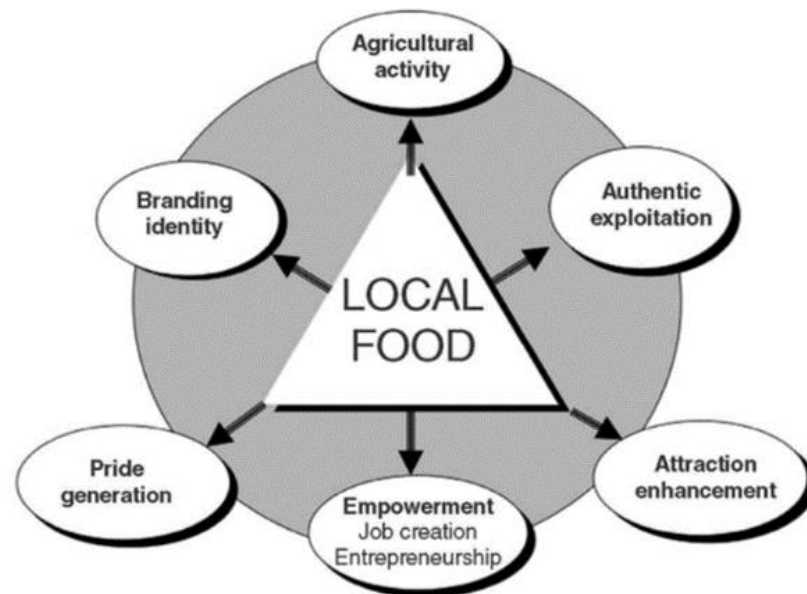 Agricultural
activity
Branding
identity
Authentic
exploitation
LOCAL
FOOD
Pride
generation
Empowerment
Job creation
Entrepreneurship
Attraction
enhancement